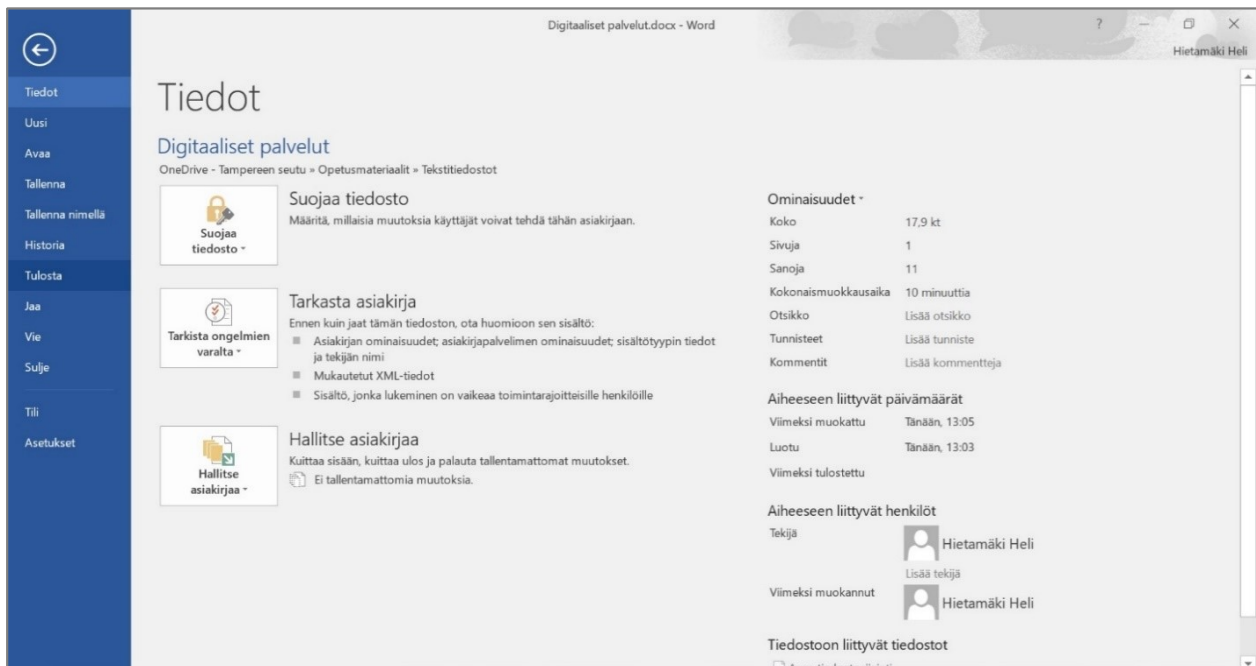 Digitaaliset palvelut.docx - Word
?
Hietamäki Heli
Tiedot
Uusi
Avaa
Tallenna
Tallenna nimellä
Historia
Tulosta
Jaa
Vie
Sulje
Tili
Asetukset
Tiedot
Digitaaliset palvelut
OneDrive - Tampereen seutu » Opetusmateriaalit » Tekstitiedostot
Suojaa
tiedosto
Suojaa tiedosto
Määritä, millaisia muutoksia käyttäjät voivat tehdä tähän asiakirjaan.
Tarkista ongelmien
varalta
Tarkasta asiakirja
Ennen kuin jaat tämän tiedoston, ota huomioon sen sisältö:
Asiakirjan ominaisuudet; asiakirjapalvelimen ominaisuudet; sisältötyypin tiedot
ja tekijän nimi
Mukautetut XML-tiedot
Sisältö, jonka lukeminen on vaikeaa toimintarajoitteisille henkilöille
Hallitse
asiakirjaa
Hallitse asiakirjaa
Kuittaa sisään, kuittaa ulos ja palauta tallentamattomat muutokset.
Ei tallentamattomia muutoksia.
Ominaisuudet
Koko 17,9 kt
Sivuja 1
Sanoja 11
Kokonaismuokkausaika 10 minuuttia
Otsikko Lisää otsikko
Tunnisteet Lisää tunniste
Kommentit Lisää kommentteja
Aiheeseen liittyvät päivämäärät
Viimeksi muokattu Tänään, 13:05
Luotu Tänään, 13:03
Viimeksi tulostettu
Aiheeseen liittyvät henkilöt
Tekijä Hietamäki Heli
Lisää tekijä
Viimeksi muokannut Hietamäki Heli
Tiedostoon liittyvät tiedostot